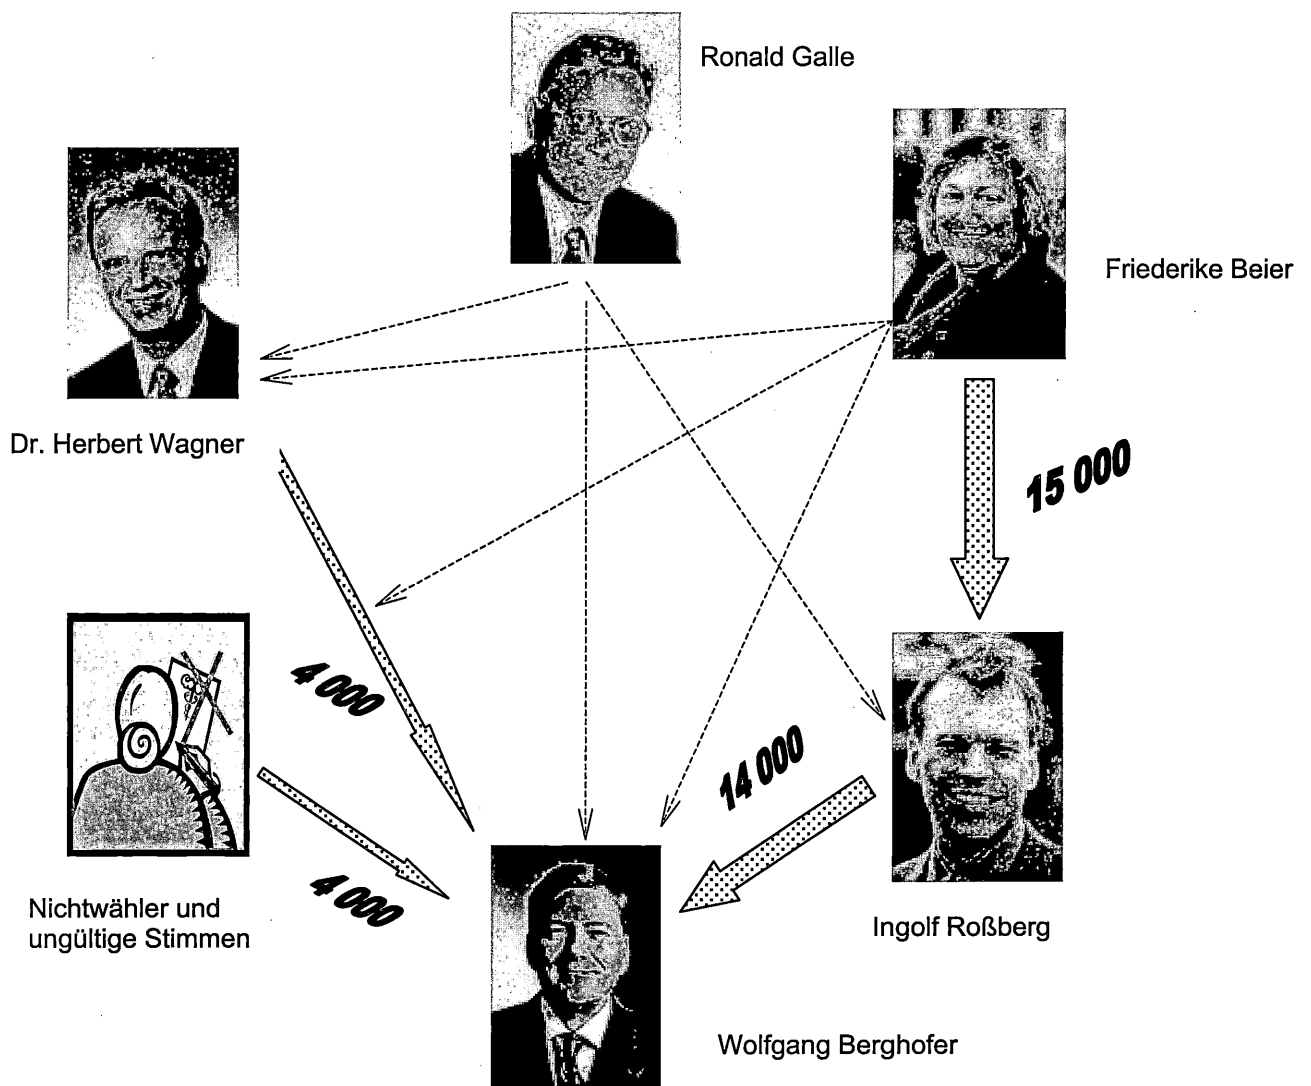 Ronald Galle
Friederike Beier
Dr. Herbert Wagner
15 000
4 000
14 000
4 000
Nichtwähler und
ungültige Stimmen
Ingolf Roßberg
Wolfgang Berghofer